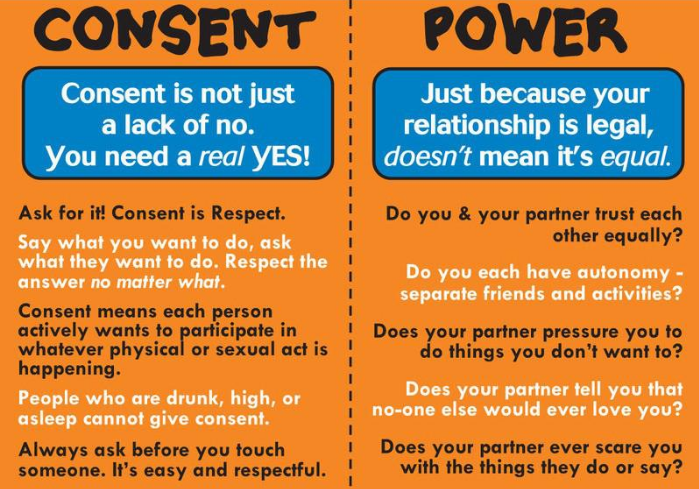 CONSENT
Consent is not just
a lack of no.
You need a real YES!
Ask for it! Consent is Respect.
Say what you want to do, ask
what they want to do. Respect the
answer no matter what.
Consent means each person
actively wants to participate in
whatever physical or sexual act is
happening.
People who are drunk, high, or
asleep cannot give consent.
Always ask before you touch
someone. It's easy and respectful.
POWER
Just because your
relationship is legal,
doesn't mean it's equal.
Do you & your partner trust each
other equally?
Do you each have autonomy -
separate friends and activities?
Does your partner pressure you to
do things you don't want to?
Does your partner tell you that
no-one else would ever love you?
Does your partner ever scare you
with the things they do or say?